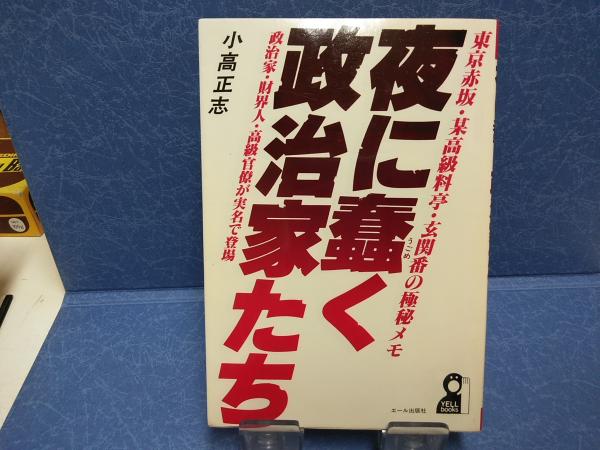 東京赤坂・某高級料亭・玄関番の極秘メモ
夜に蠢く
うごめ
政治家たち
政治家・財界人・高級官僚が実名で登場
小高正志
YELL
books
エール出版社